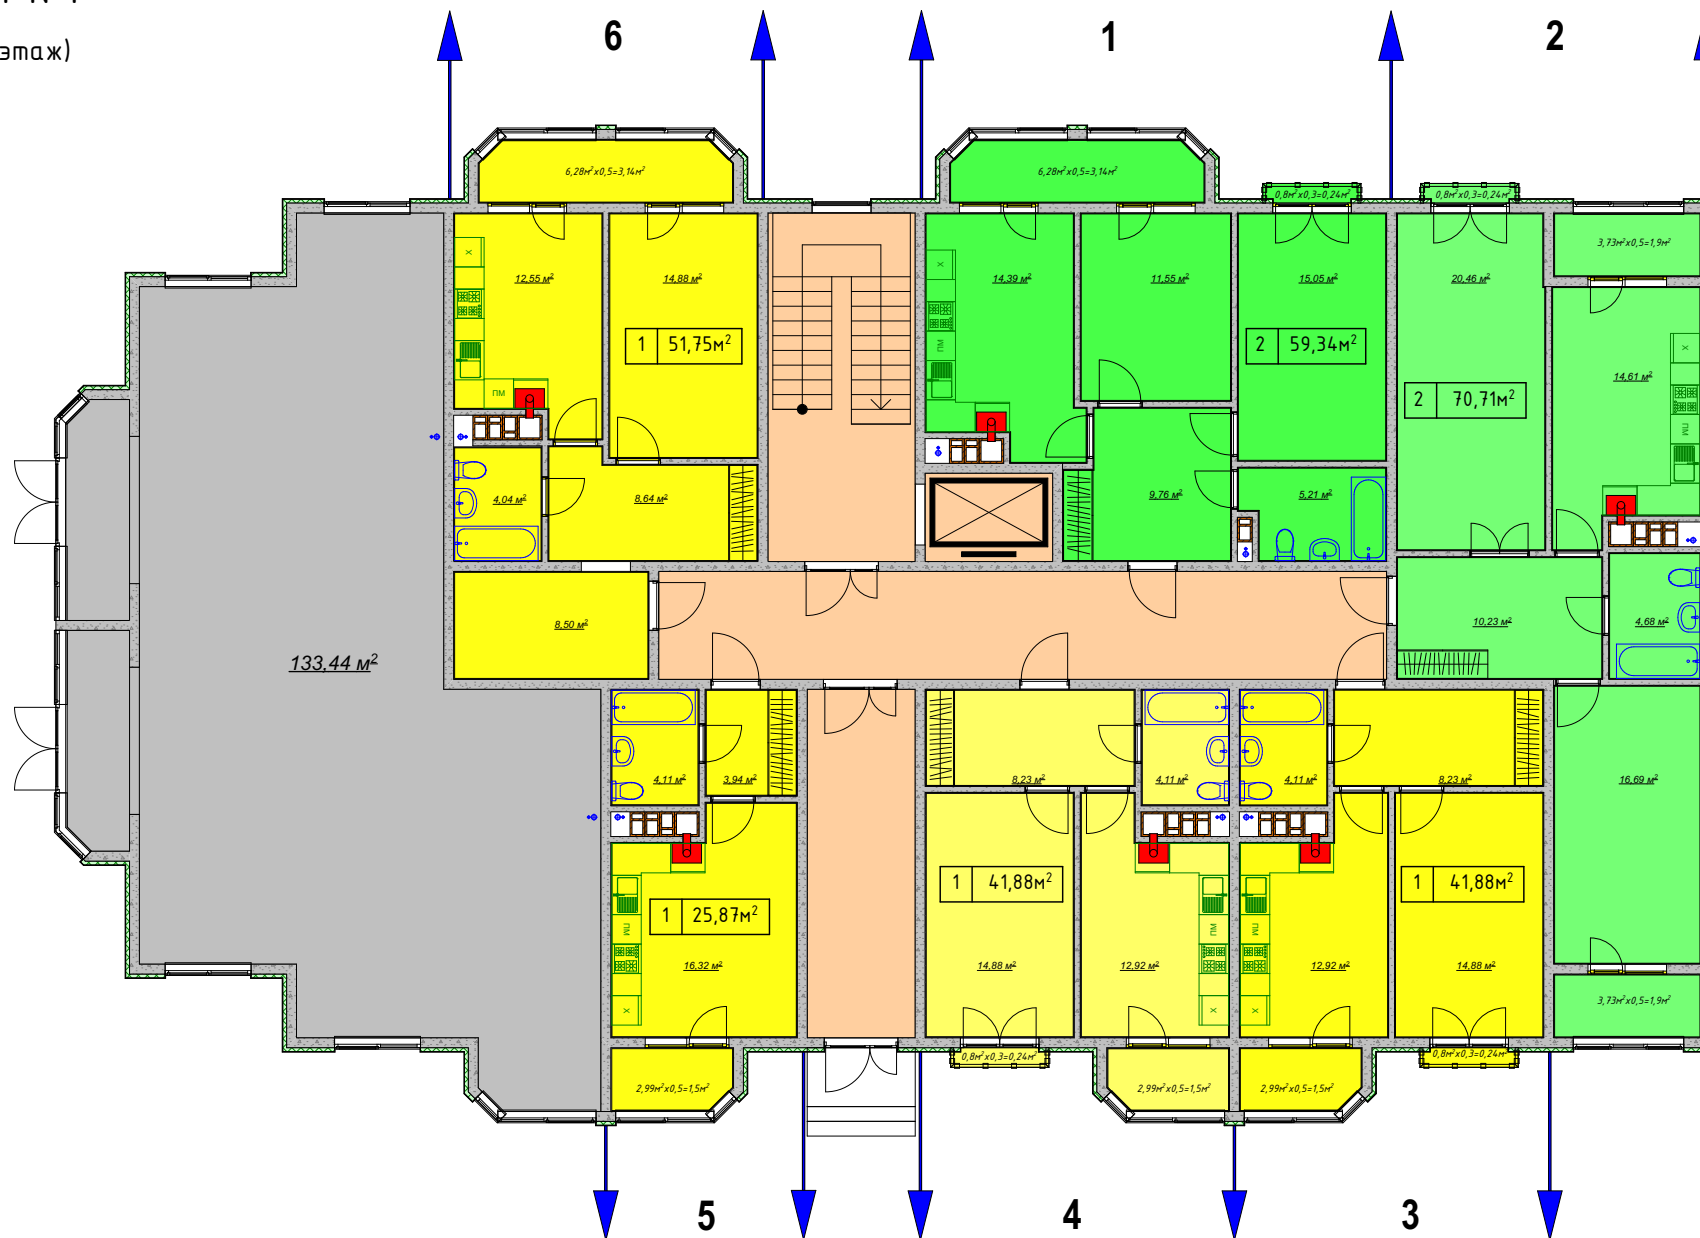 этаж)
6
1
2
6,28м²х0,5=3,14м²
6,28м²х0,5=3,14м²
0,8м²х0,3=0,24м²
0,8м²х0,3=0,24м²
3,73м²х0,5=1,9м²
12,55 м²
14,88 м²
14,39 м²
11,55 м²
15,05 м²
20,46 м²
1 51,75м²
2 59,34м²
14,61 м²
2 70,71м²
Х
Х
Х
ПМ
ПМ
ПМ
4,04 м²
8,64 м²
9,76 м²
5,21 м²
8,50 м²
10,23 м²
4,68 м²
133,44 м²
4,11 м²
3,94 м²
8,23 м²
4,11 м²
4,11 м²
8,23 м²
16,69 м²
1 25,87м²
1 41,88м²
1 41,88м²
ПМ
ПМ
ПМ
16,32 м²
14,88 м²
12,92 м²
12,92 м²
14,88 м²
Х
Х
Х
3,73м²х0,5=1,9м²
0,8м²х0,3=0,24м²
0,8м²х0,3=0,24м²
2,99м²х0,5=1,5м²
2,99м²х0,5=1,5м²
2,99м²х0,5=1,5м²
5
4
3